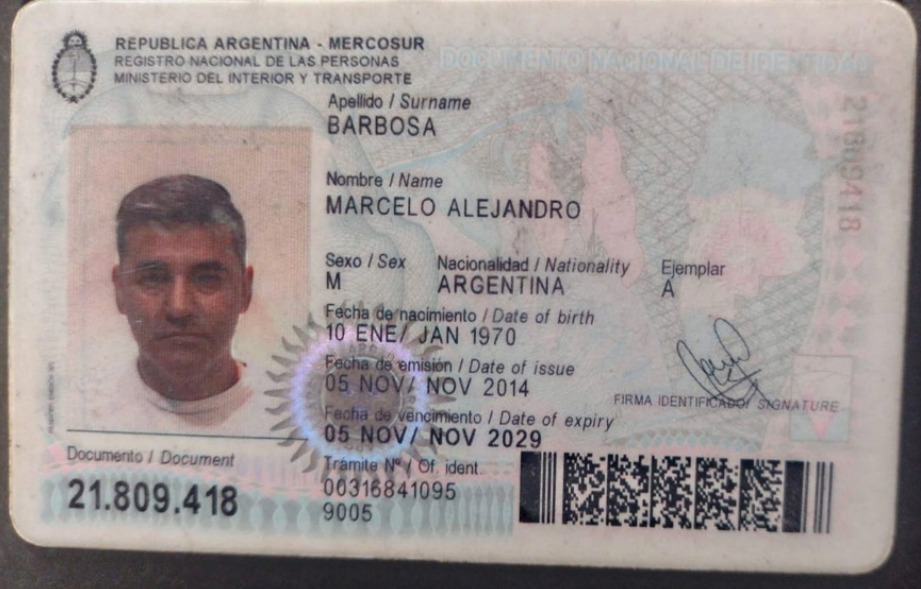 REPUBLICA ARGENTINA - MERCOSUR
REGISTRO NACIONAL DE LAS PERSONAS
MINISTERIO DEL INTERIOR Y TRANSPORTE
DOCUMENTO NACIONAL DE IDENTIDAD
Apellido / Surname
BARBOSA
Nombre / Name
MARCELO ALEJANDRO
Sexo / Sex Nacionalidad / Nationality Ejemplar
M ARGENTINA A
Fecha de nacimiento / Date of birth
10 ENE/ JAN 1970
Fecha de emisión / Date of issue
05 NOV/ NOV 2014
FIRMA IDENTIFICADO/ SIGNATURE
Fecha de vencimiento / Date of expiry
05 NOV/ NOV 2029
Documento / Document
21.809.418
Trámite Nº / Of. ident.
00316841095
9005
21809418